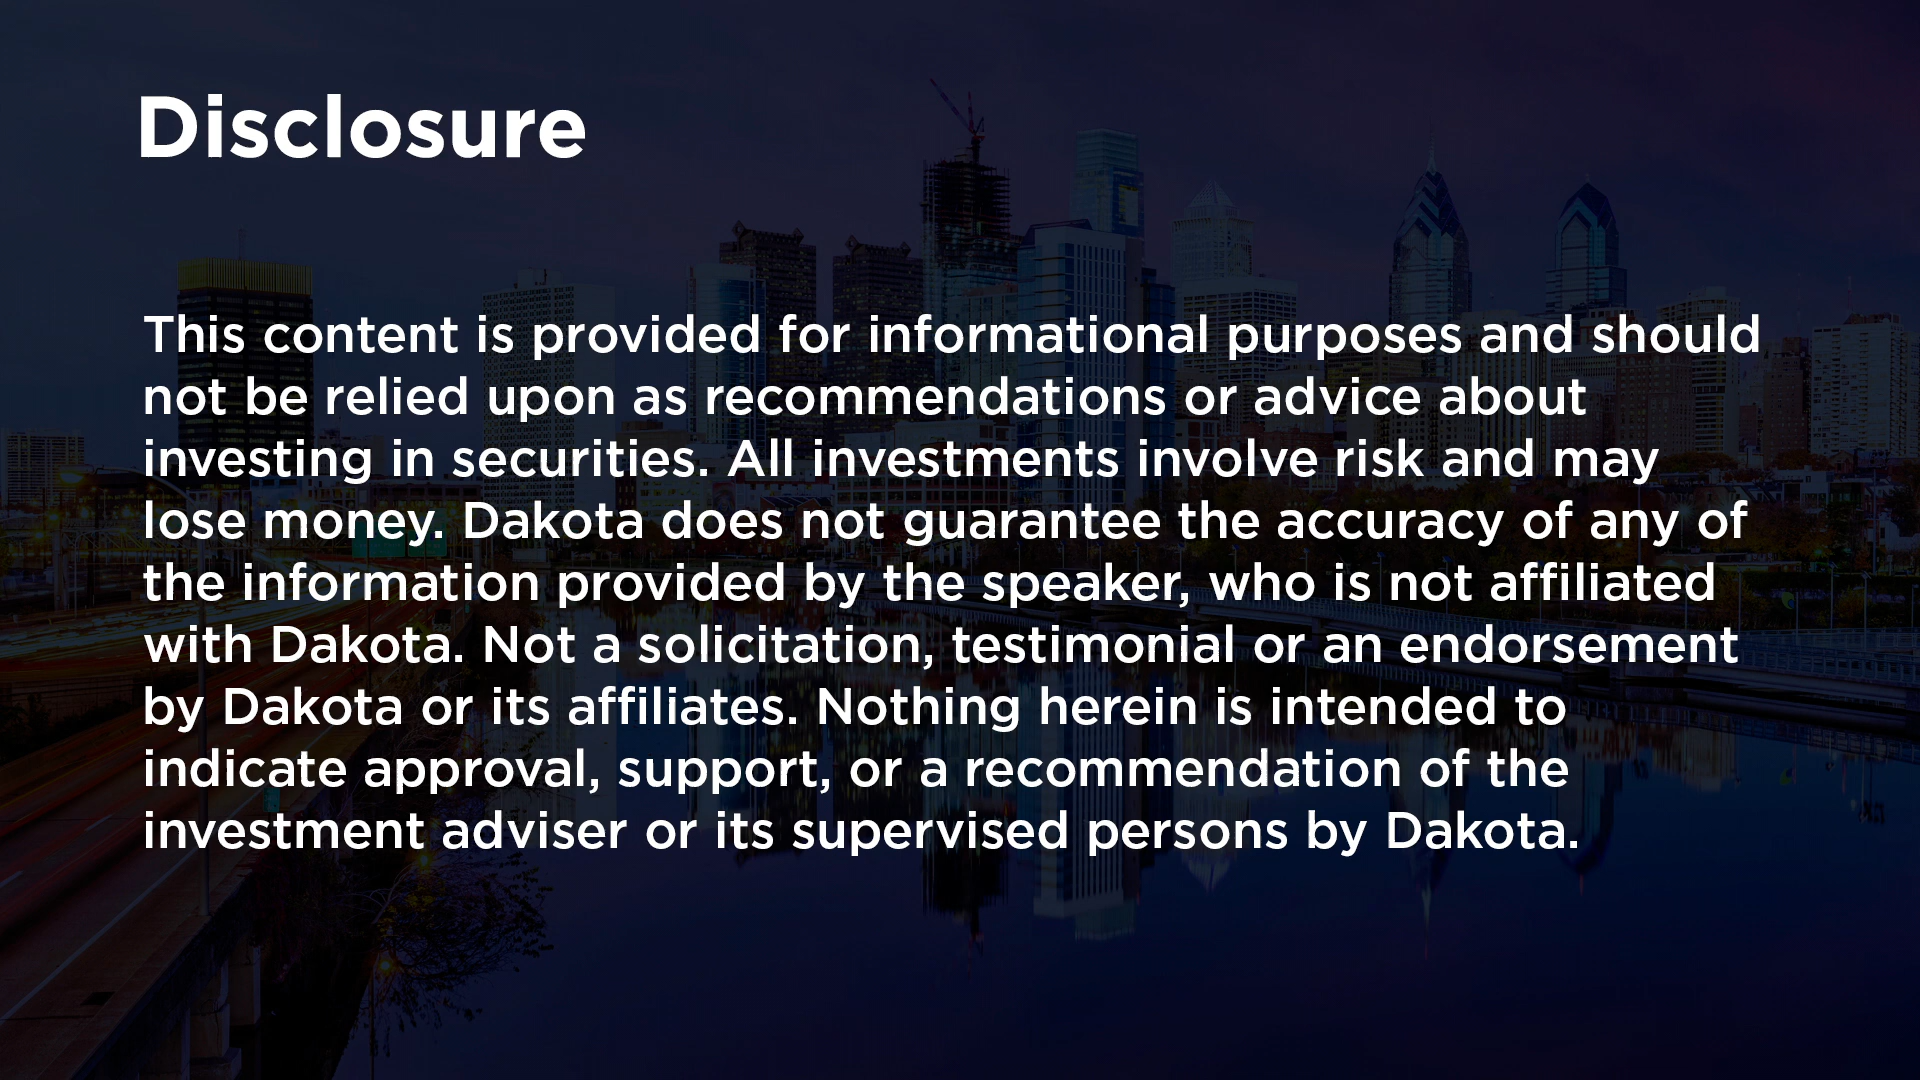 Disclosure
This content is provided for informational purposes and should
not be relied upon as recommendations or advice about
investing in securities. All investments involve risk and may
lose money. Dakota does not guarantee the accuracy of any of
the information provided by the speaker, who is not affiliated
with Dakota. Not a solicitation, testimonial or an endorsement
by Dakota or its affiliates. Nothing herein is intended to
indicate approval, support, or a recommendation of the
investment adviser or its supervised persons by Dakota.